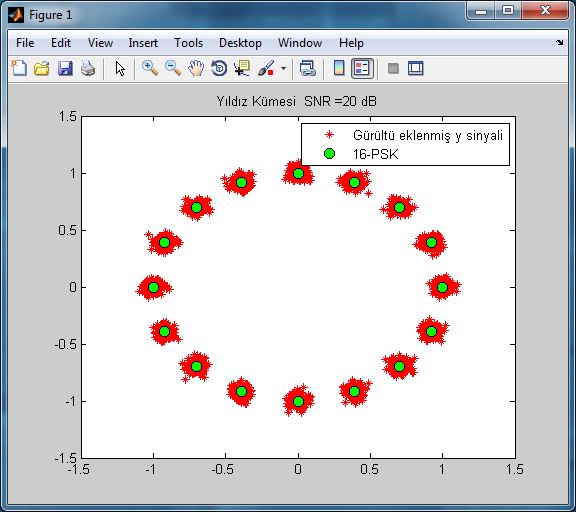 Figure 1
File Edit View Insert Tools Desktop Window Help
Yıldız Kümesi SNR =20 dB
Gürültü eklenmiş y sinyali
16-PSK
1.5
1
0.5
0
-0.5
-1
-1.5
-1.5 -1 -0.5 0 0.5 1 1.5